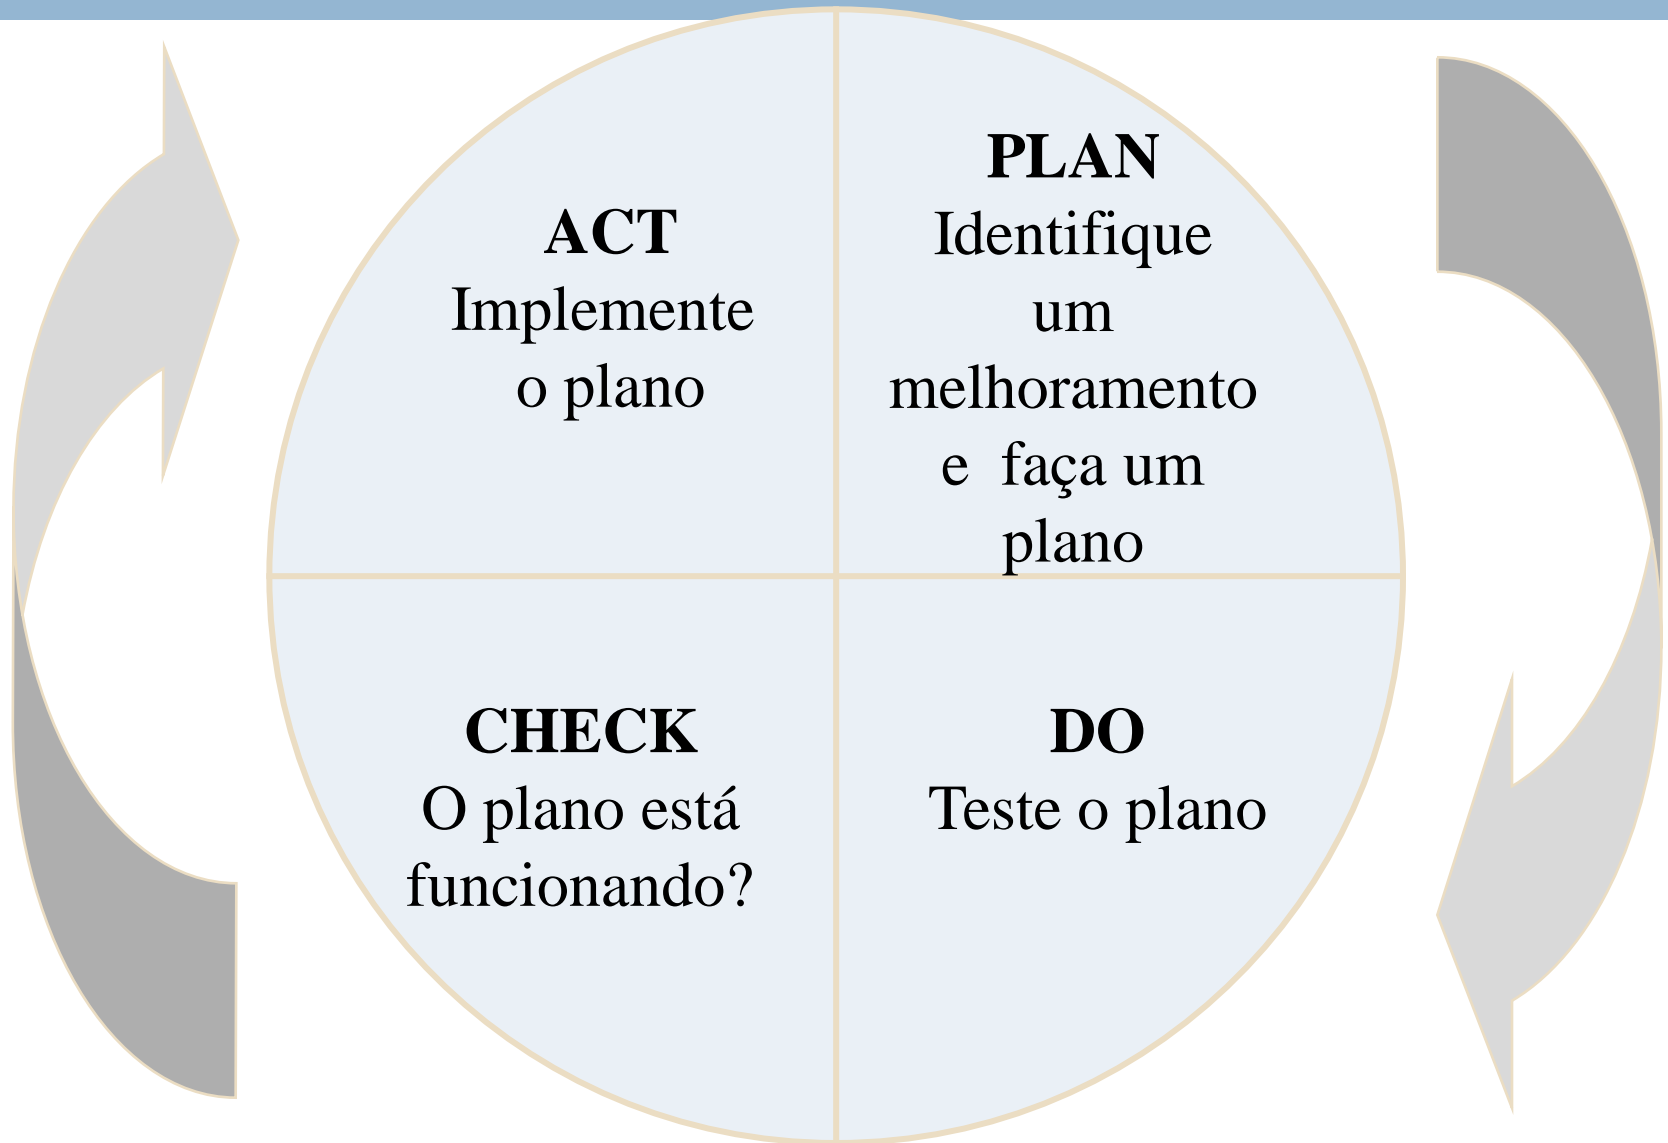 ACT
Implemente
o plano
PLAN
Identifique
um
melhoramento
e faça um
plano
CHECK
O plano está
funcionando?
DO
Teste o plano